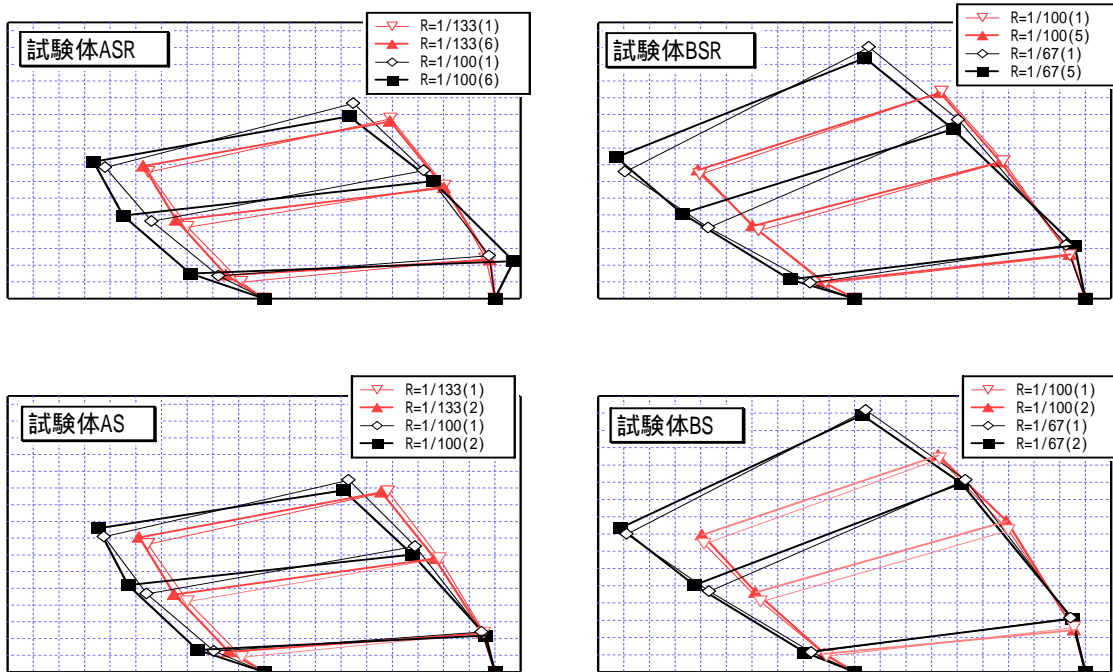 試験体ASR
R=1/133(1)
R=1/133(6)
R=1/100(1)
R=1/100(6)
試験体BSR
R=1/100(1)
R=1/100(5)
R=1/67(1)
R=1/67(5)
試験体AS
R=1/133(1)
R=1/133(2)
R=1/100(1)
R=1/100(2)
試験体BS
R=1/100(1)
R=1/100(2)
R=1/67(1)
R=1/67(2)